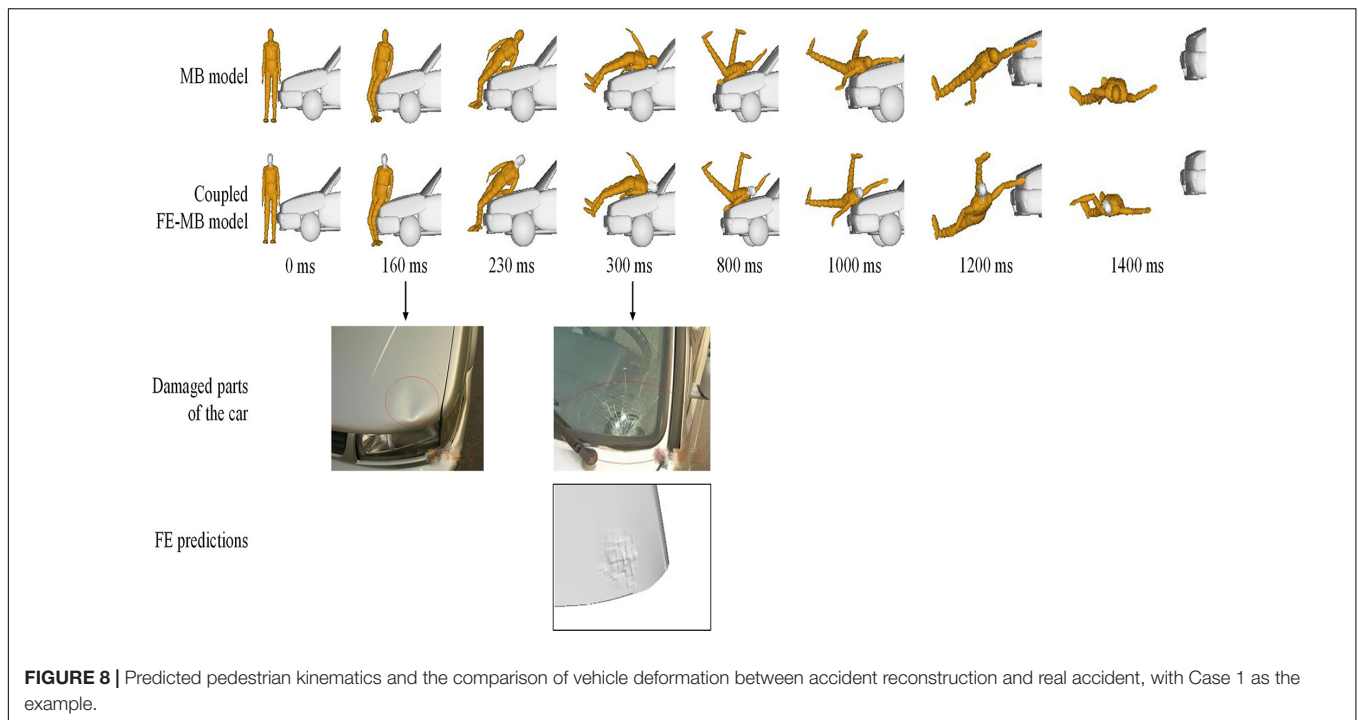 MB model
Coupled
FE-MB model
0 ms 160 ms 230 ms 300 ms 800 ms 1000 ms 1200 ms 1400 ms
Damaged parts
of the car
FE predictions
FIGURE 8 | Predicted pedestrian kinematics and the comparison of vehicle deformation between accident reconstruction and real accident, with Case 1 as the
example.